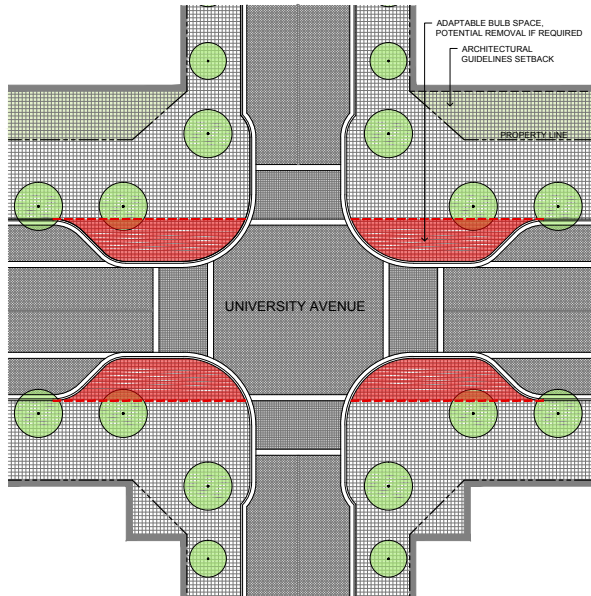 ADAPTABLE BULB SPACE,
POTENTIAL REMOVAL IF REQUIRED
ARCHITECTURAL
GUIDELINES SETBACK
PROPERTY LINE
UNIVERSITY AVENUE